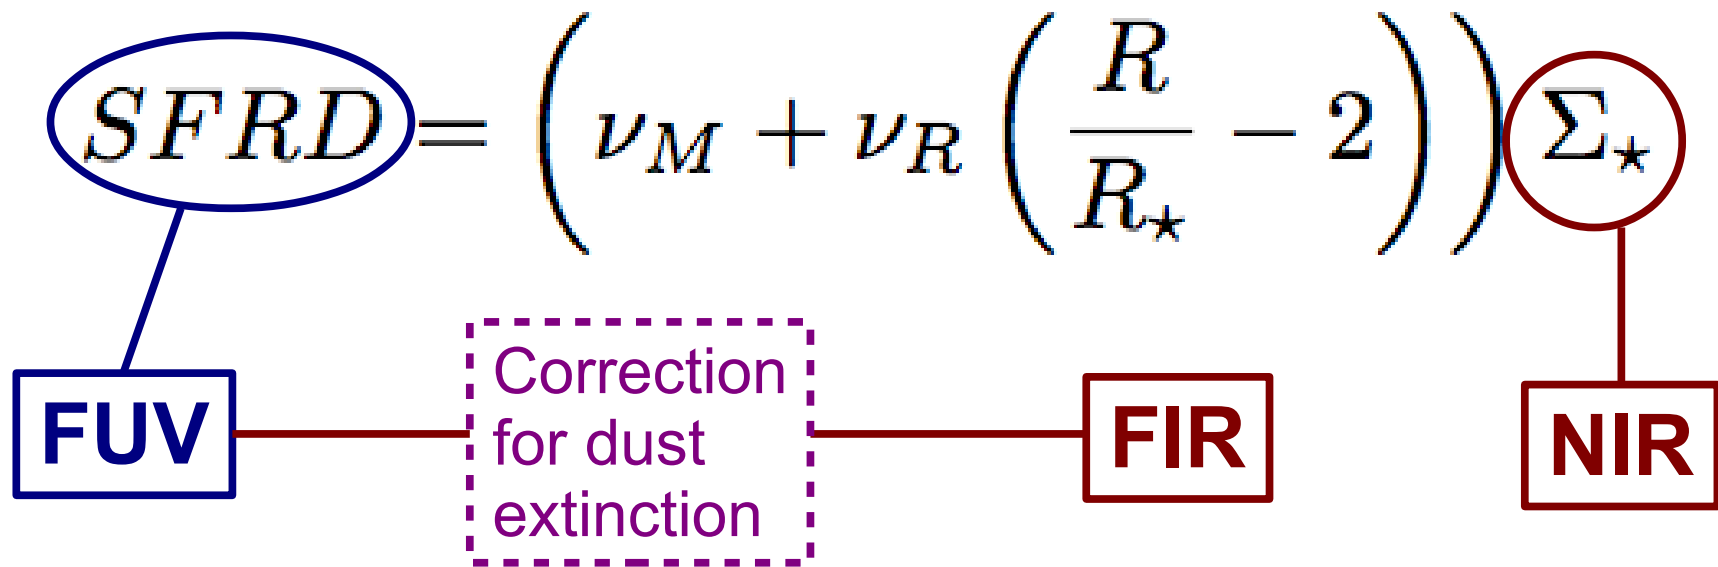 SFRD = ( ν_M + ν_R ( R / R_⋆ − 2 ) ) Σ_⋆
FUV
Correction
for dust
extinction
FIR
NIR